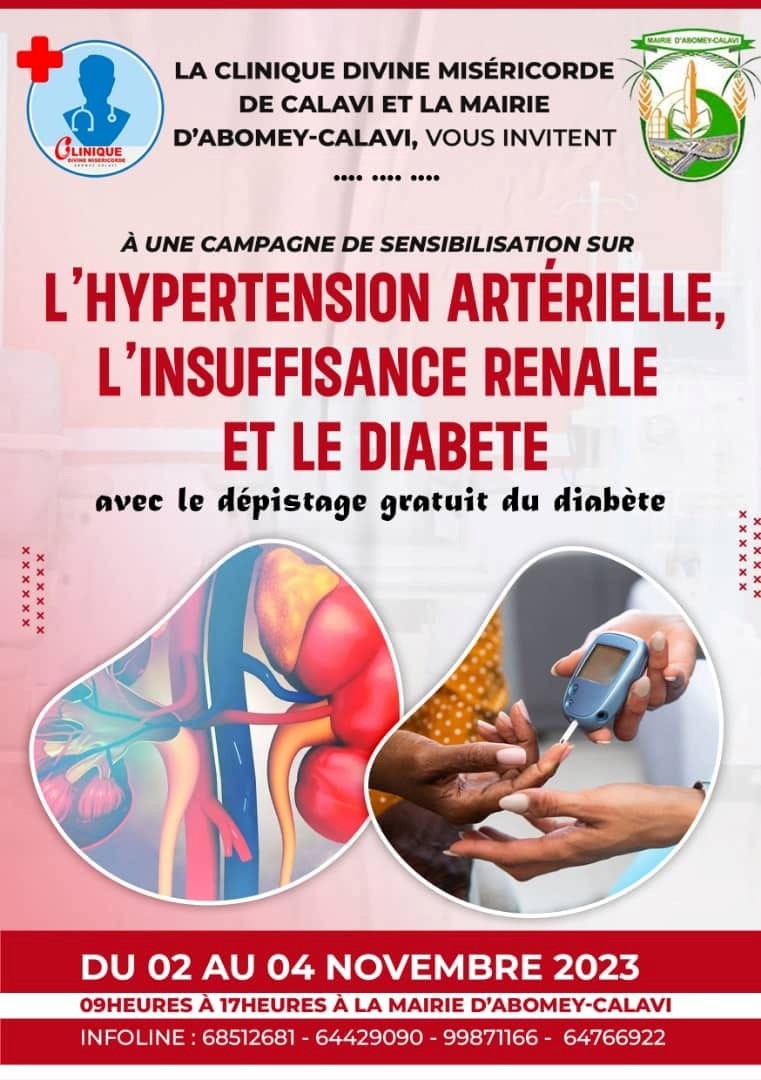 LA CLINIQUE DIVINE MISÉRICORDE
DE CALAVI ET LA MAIRIE
D'ABOMEY-CALAVI, VOUS INVITENT
.... .... ....
CLINIQUE
DIVINE MISERICORDE
ABOMEY CALAVI
MAIRIE D'ABOMEY-CALAVI
À UNE CAMPAGNE DE SENSIBILISATION SUR
L'HYPERTENSION ARTÉRIELLE,
L'INSUFFISANCE RENALE
ET LE DIABETE
avec le dépistage gratuit du diabète
DU 02 AU 04 NOVEMBRE 2023
09HEURES À 17HEURES À LA MAIRIE D'ABOMEY-CALAVI
INFOLINE : 68512681 - 64429090 - 99871166 - 64766922